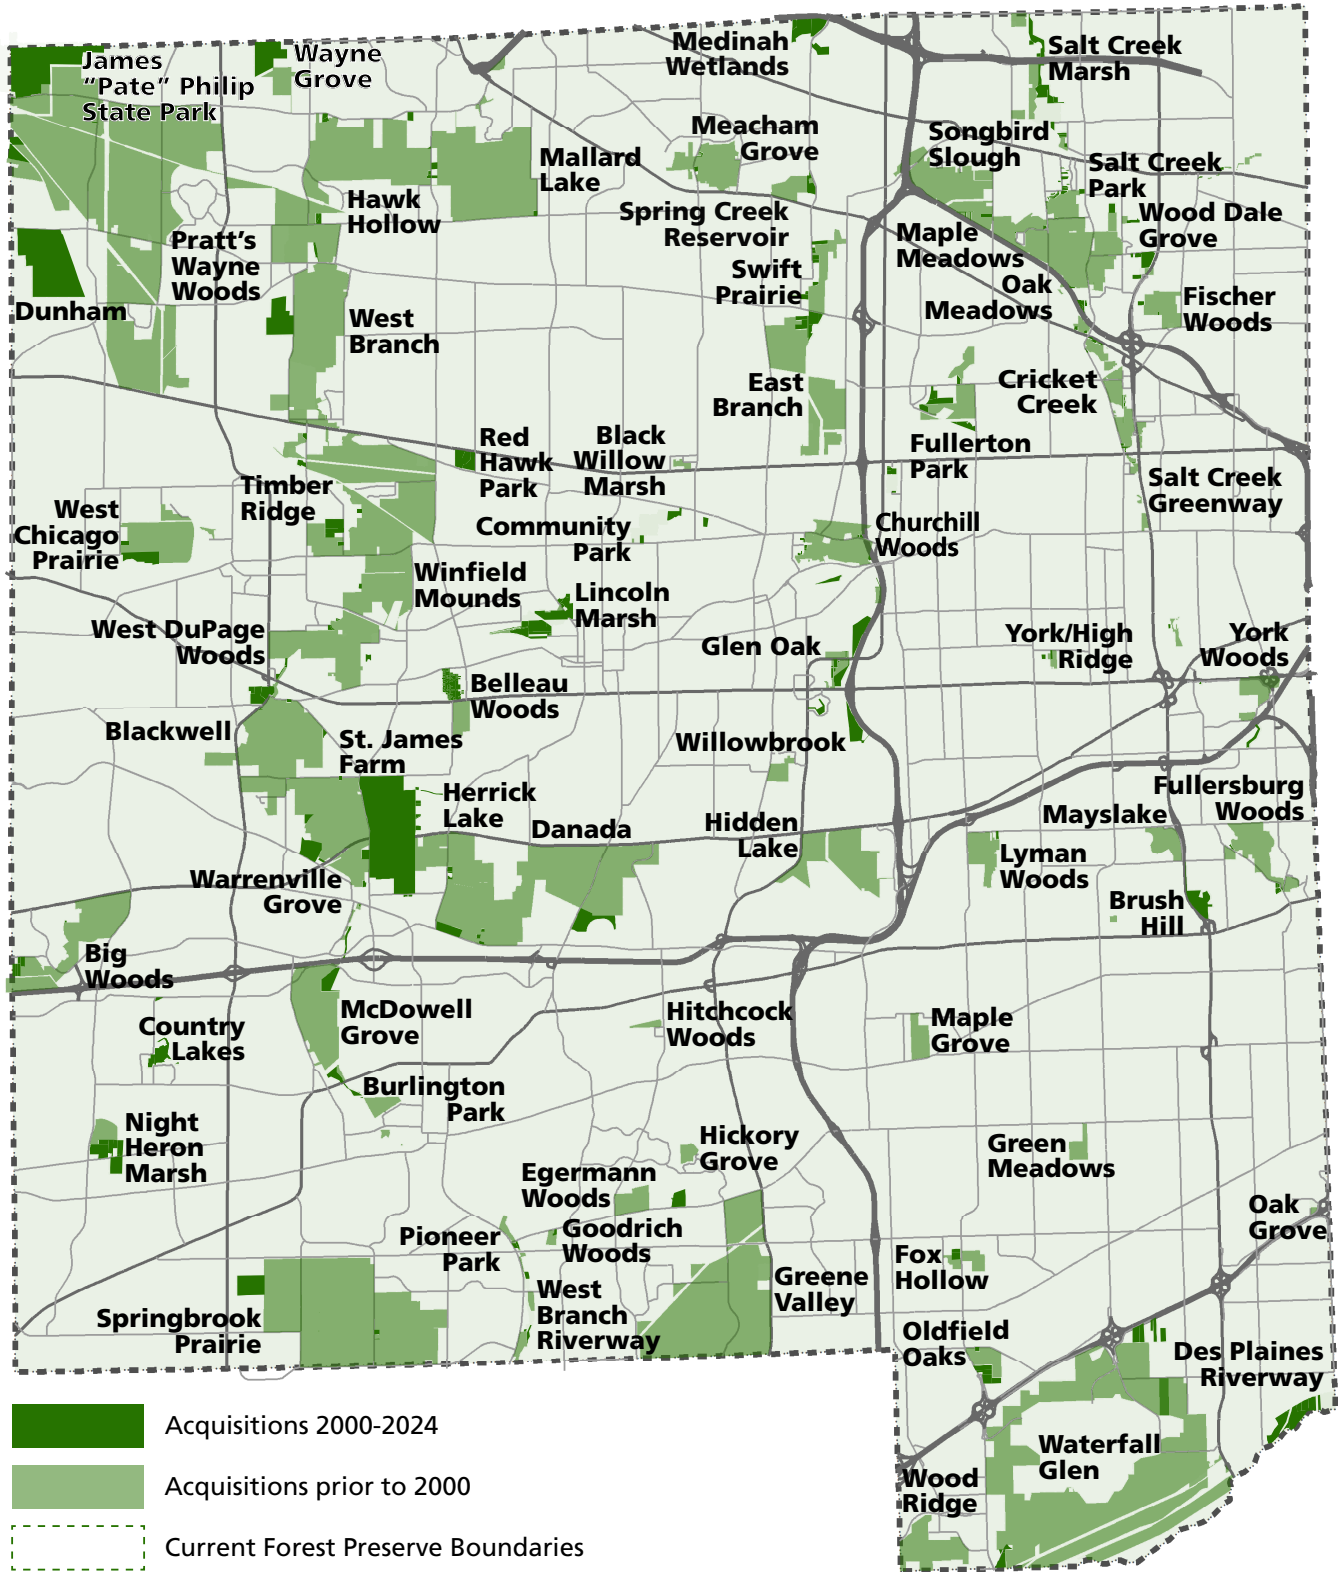 James
“Pate” Philip
State Park
Wayne
Grove
Medinah
Wetlands
Salt Creek
Marsh
Meacham
Grove
Songbird
Slough
Mallard
Lake
Salt Creek
Park
Hawk
Hollow
Spring Creek
Reservoir
Wood Dale
Grove
Pratt’s
Wayne
Woods
Maple
Meadows
Swift
Prairie
Oak
Meadows
Dunham
Fischer
Woods
West
Branch
East
Branch
Cricket
Creek
Red
Hawk
Park
Black
Willow
Marsh
Fullerton
Park
Timber
Ridge
Salt Creek
Greenway
West
Chicago
Prairie
Community
Park
Churchill
Woods
Winfield
Mounds
Lincoln
Marsh
West DuPage
Woods
Glen Oak
York/High
Ridge
York
Woods
Belleau
Woods
Blackwell
St. James
Farm
Willowbrook
Herrick
Lake
Danada
Hidden
Lake
Mayslake
Fullersburg
Woods
Lyman
Woods
Warrenville
Grove
Brush
Hill
Big
Woods
McDowell
Grove
Hitchcock
Woods
Maple
Grove
Country
Lakes
Burlington
Park
Night
Heron
Marsh
Hickory
Grove
Green
Meadows
Egermann
Woods
Oak
Grove
Pioneer
Park
Goodrich
Woods
Fox
Hollow
Greene
Valley
West
Branch
Riverway
Springbrook
Prairie
Oldfield
Oaks
Des Plaines
Riverway
Waterfall
Glen
Wood
Ridge
Acquisitions 2000-2024
Acquisitions prior to 2000
Current Forest Preserve Boundaries